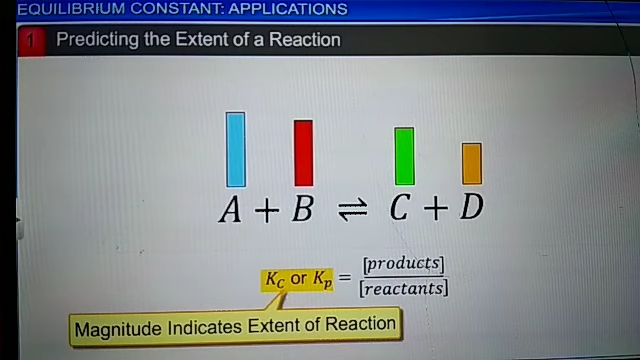 EQUILIBRIUM CONSTANT: APPLICATIONS
1 Predicting the Extent of a Reaction
A + B ⇌ C + D
K_C or K_p = [products] / [reactants]
Magnitude Indicates Extent of Reaction